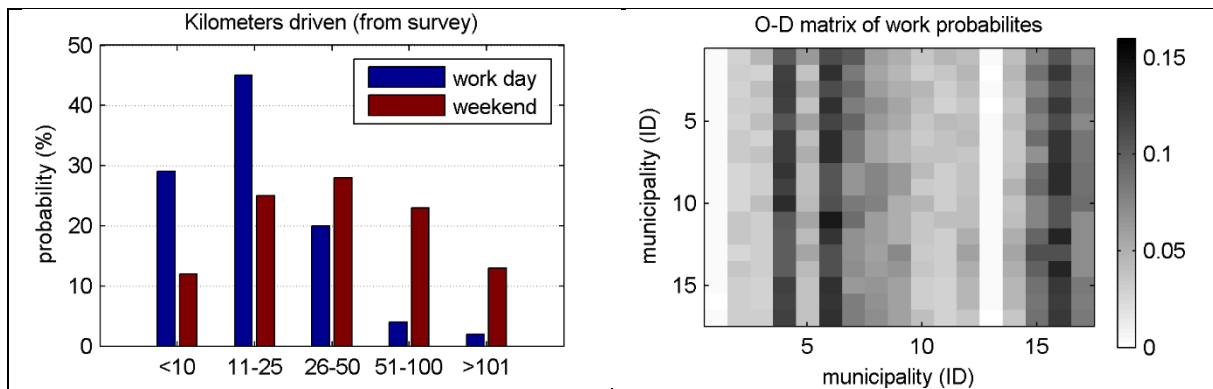 Kilometers driven (from survey)
50
40
30
20
10
0
probability (%)
work day
weekend
<10 11-25 26-50 51-100 >101
O-D matrix of work probabilites
5
10
15
municipality (ID)
5 10 15
municipality (ID)
0.15
0.1
0.05
0